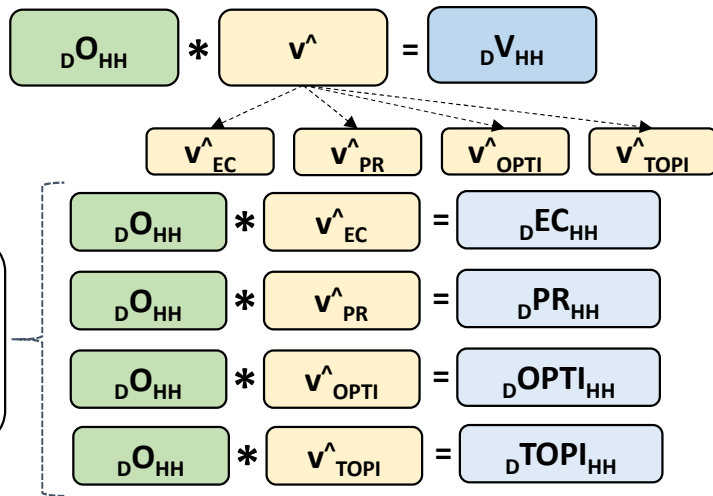 DOHH * v^ = DVHH
v^EC v^PR v^OPTI v^TOPI
DOHH * v^EC = DECHH
DOHH * v^PR = DPRHH
DOHH * v^OPTI = DOPTIHH
DOHH * v^TOPI = DTOPIHH